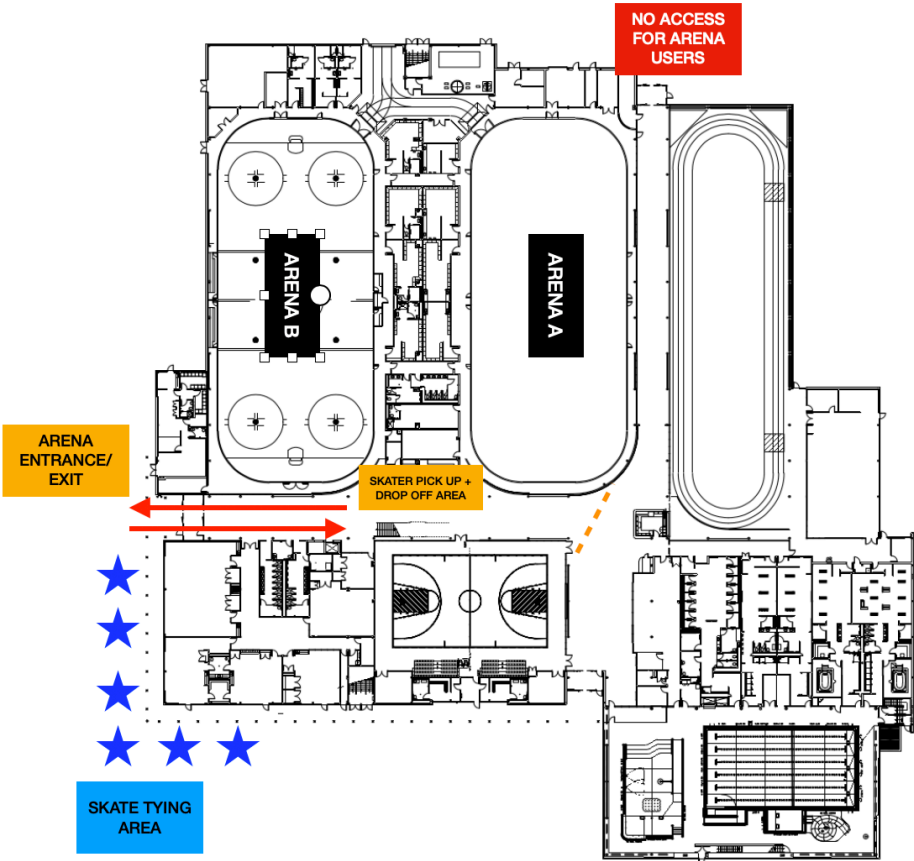 NO ACCESS
FOR ARENA
USERS
ARENA B
ARENA A
ARENA
ENTRANCE/
EXIT
SKATER PICK UP +
DROP OFF AREA
SKATE TYING
AREA